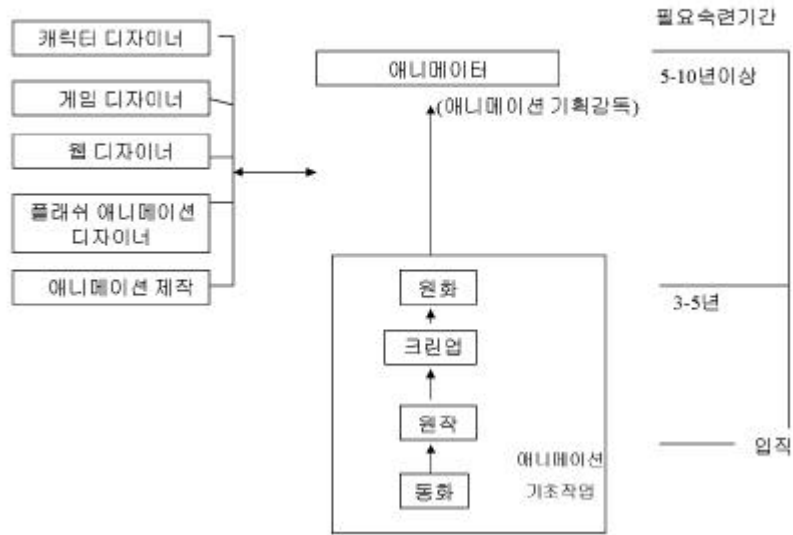 필요숙련기간
캐릭터 디자이너
애니메이터
5-10년이상
게임 디자이너
(애니메이션 기획감독)
웹 디자이너
플래쉬 애니메이션
디자이너
애니메이션 제작
원화
3-5년
크린업
원작
입직
애니메이션
동화
기초작업